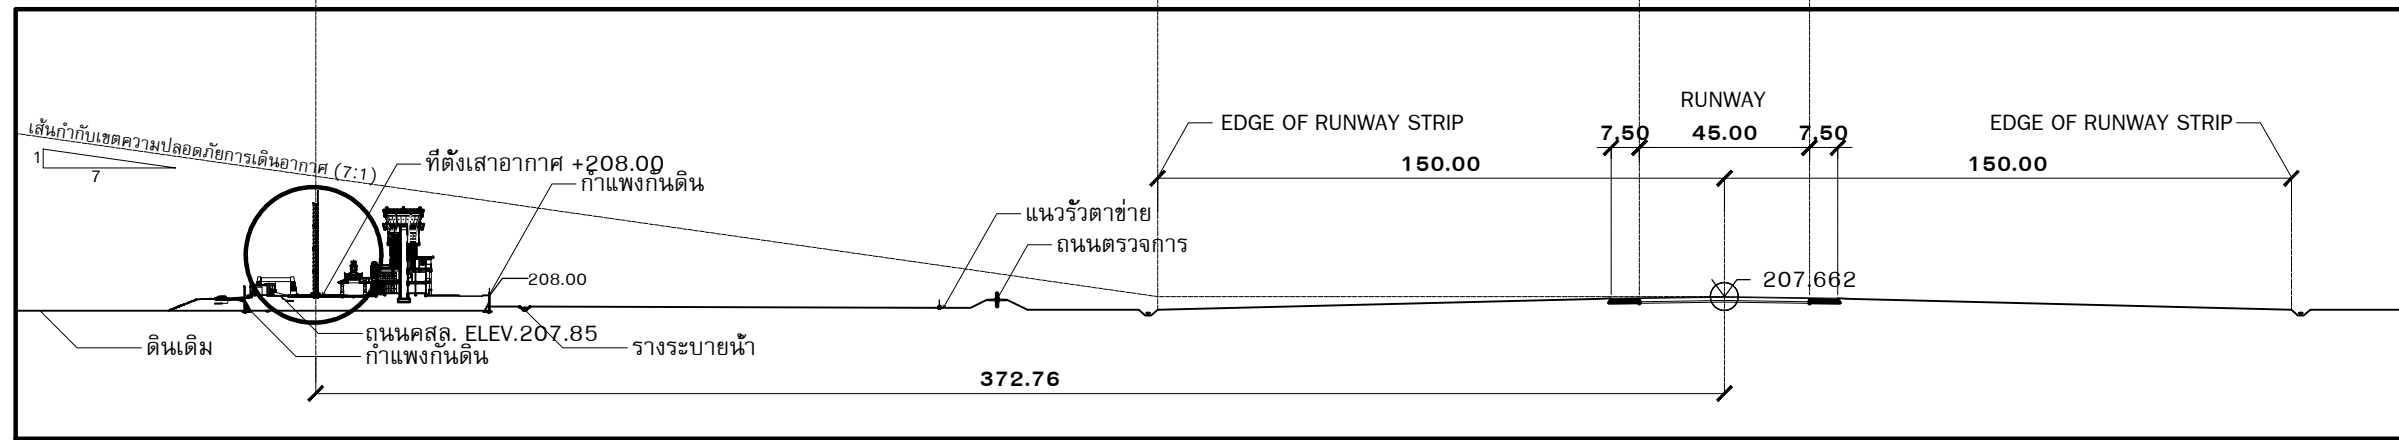 RUNWAY
EDGE OF RUNWAY STRIP
7.50
45.00
7.50
EDGE OF RUNWAY STRIP
เส้นกำกับเขตความปลอดภัยการเดินอากาศ (7:1)
1
7
ที่ตั้งเสาอากาศ +208.00
150.00
150.00
กำแพงกันดิน
แนวรั้วตาข่าย
ถนนตรวจการ
208.00
207.662
ถนนคสล. ELEV.207.85
ดินเดิม
กำแพงกันดิน
รางระบายน้ำ
372.76